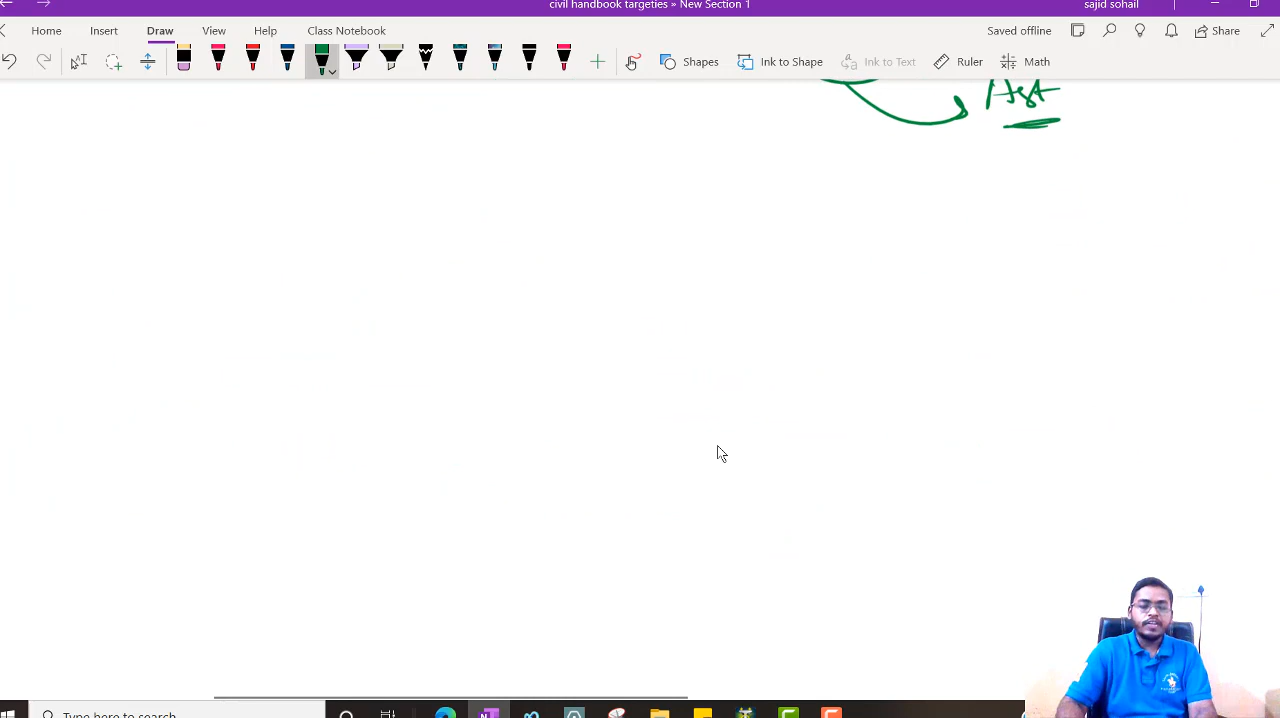 civil handbook targeties » New Section 1
sajid sohail
Home Insert Draw View Help Class Notebook
Saved offline
Share
Shapes
Ink to Shape
Ink to Text
Ruler
Math
Ast
Type here to search